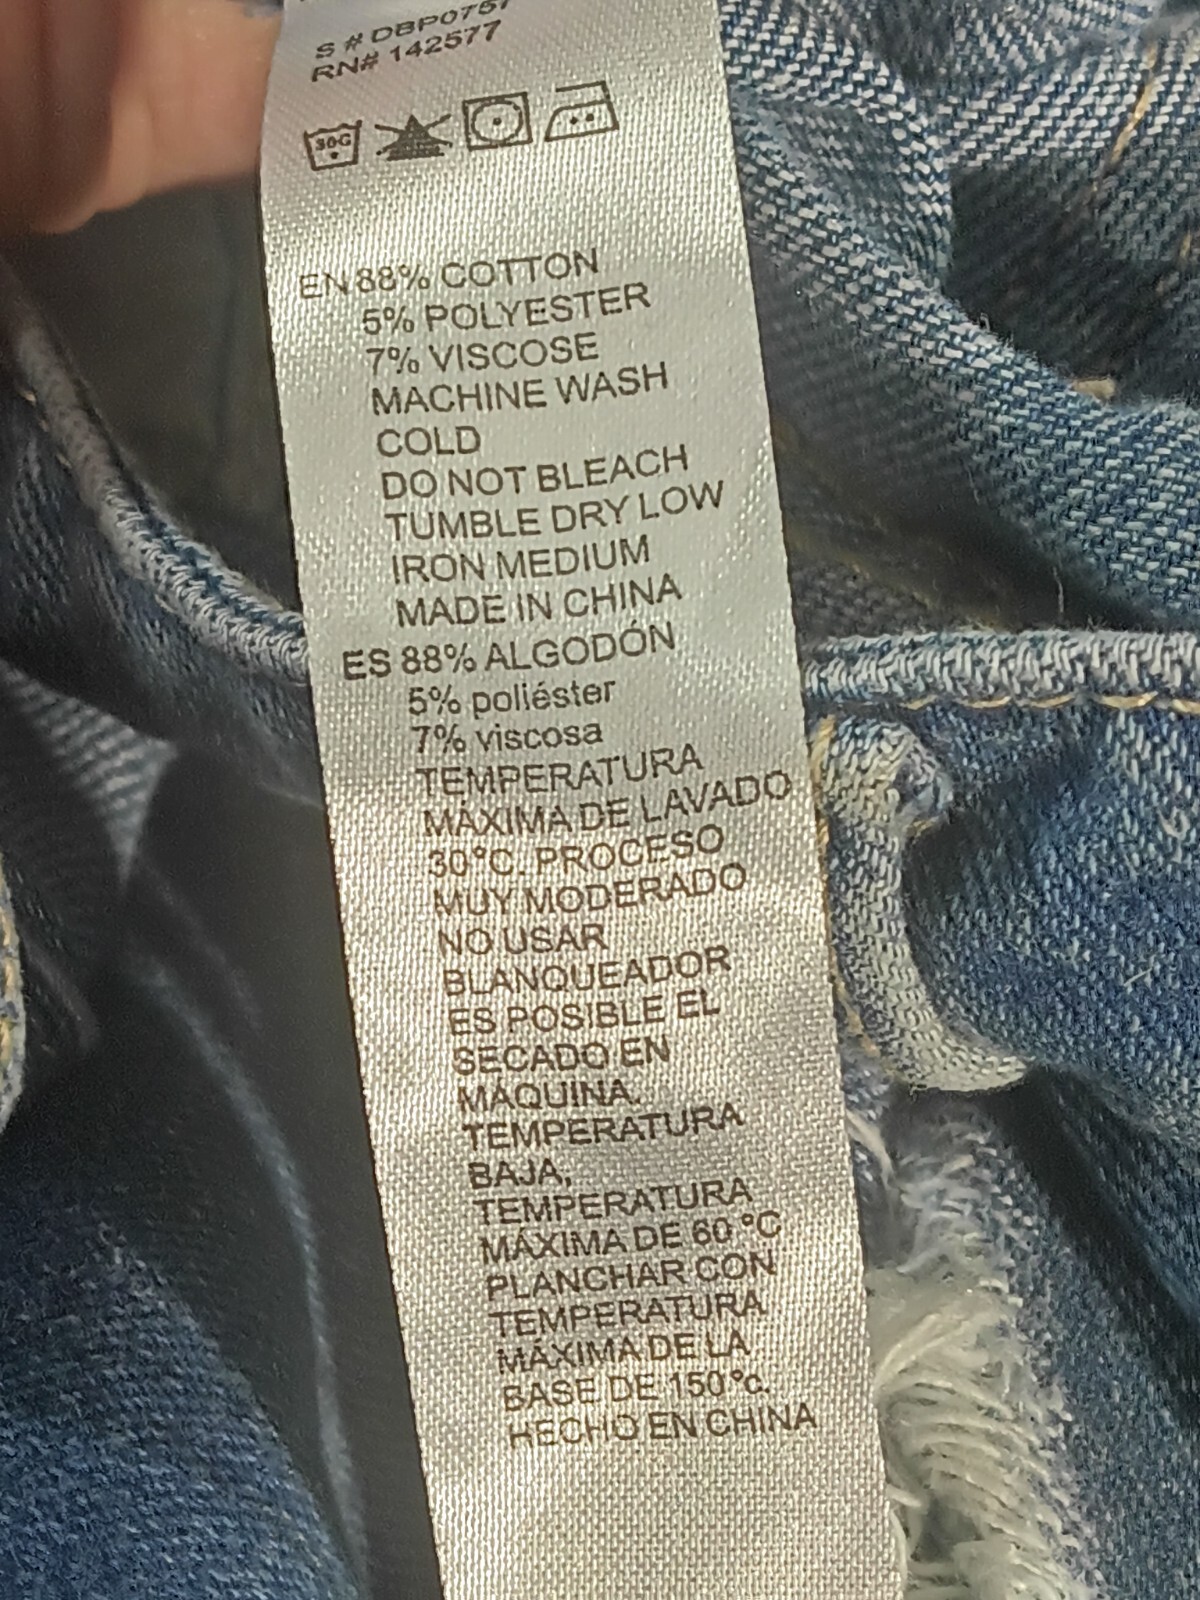 S # DBP0757
RN# 142577
30°C
EN 88% COTTON
5% POLYESTER
7% VISCOSE
MACHINE WASH
COLD
DO NOT BLEACH
TUMBLE DRY LOW
IRON MEDIUM
MADE IN CHINA
ES 88% ALGODÓN
5% poliéster
7% viscosa
TEMPERATURA
MÁXIMA DE LAVADO
30°C. PROCESO
MUY MODERADO
NO USAR
BLANQUEADOR
ES POSIBLE EL
SECADO EN
MÁQUINA.
TEMPERATURA
BAJA,
TEMPERATURA
MÁXIMA DE 60 °C
PLANCHAR CON
TEMPERATURA
MÁXIMA DE LA
BASE DE 150°c.
HECHO EN CHINA